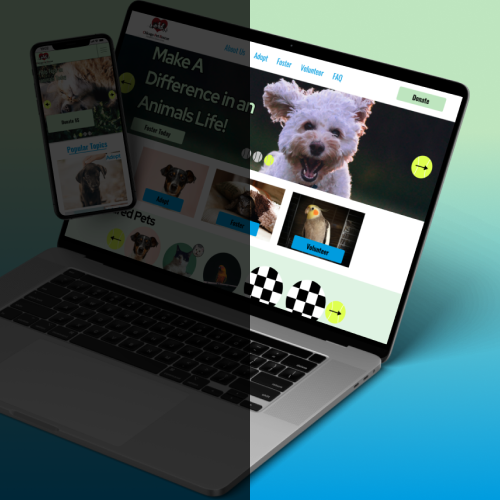 About Us
Adopt
Foster
Volunteer
FAQ
Donate
Make A
Difference in an
Animals Life!
Foster Today
Popular Topics
Adopt
Foster
Volunteer
red Pets